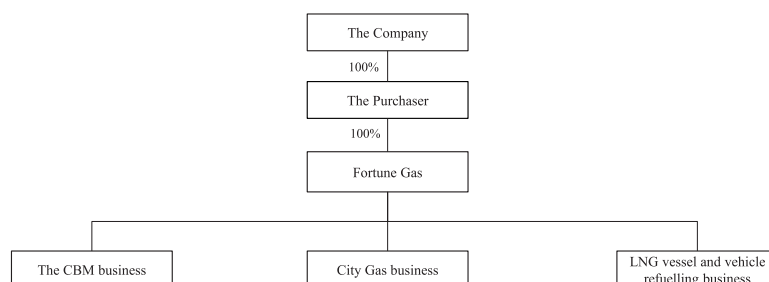 The Company
100%
The Purchaser
100%
Fortune Gas
The CBM business
City Gas business
LNG vessel and vehicle
refuelling business